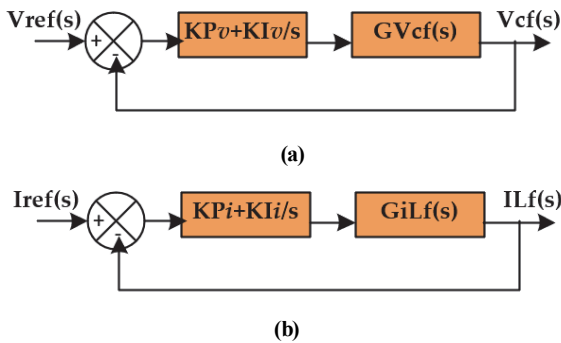 Vref(s) + - KPv+KIv/s GVcf(s) Vcf(s)
(a)
Iref(s) + - KPi+KIi/s GiLf(s) ILf(s)
(b)